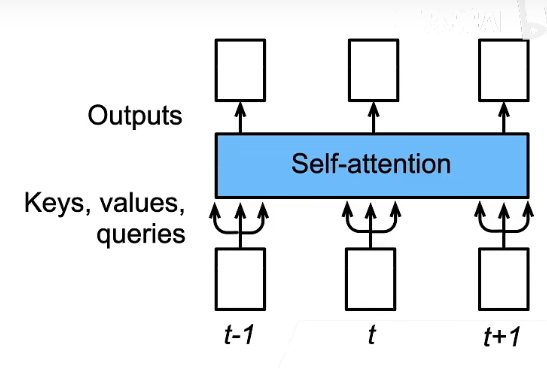 Outputs
Self-attention
Keys, values,
queries
t-1
t
t+1